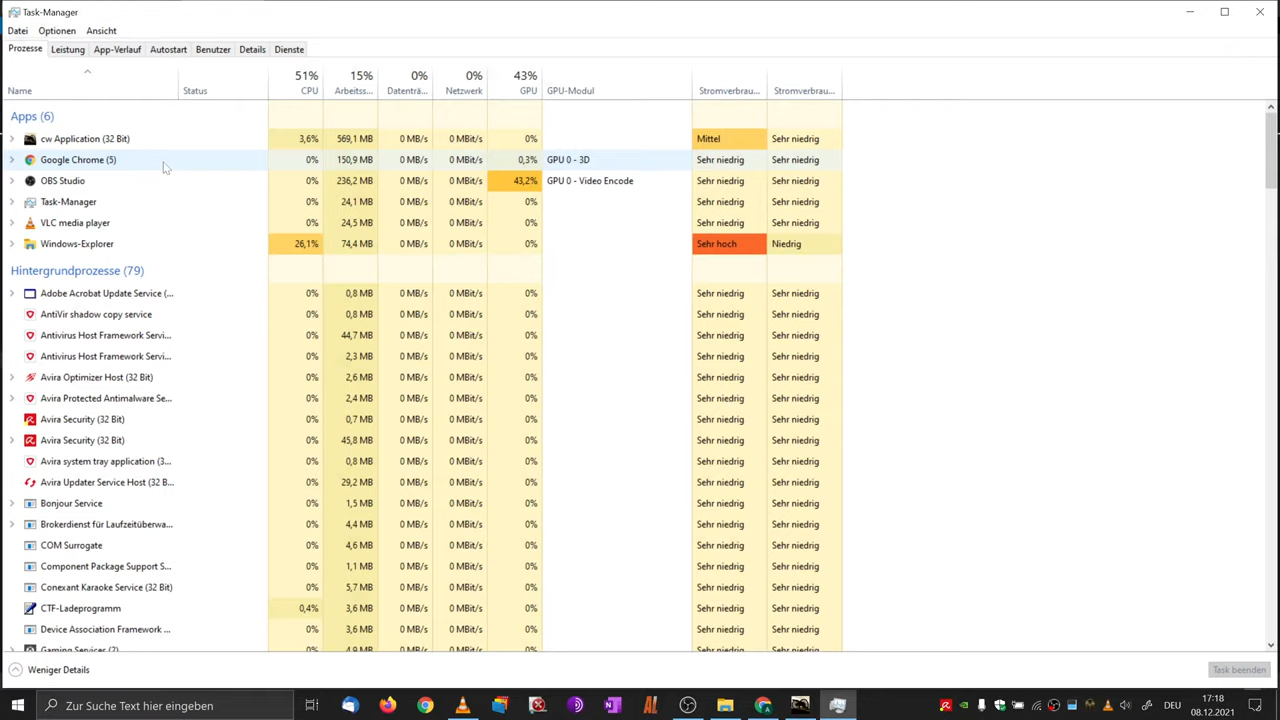 Task-Manager
Datei Optionen Ansicht
Prozesse Leistung App-Verlauf Autostart Benutzer Details Dienste
51% 15% 0% 0% 43%
Name Status CPU Arbeitss... Datenträ... Netzwerk GPU GPU-Modul Stromverbrau... Stromverbrau...
Apps (6)
cw Application (32 Bit) 3,6% 569,1 MB 0 MB/s 0 MBit/s 0% Mittel Sehr niedrig
Google Chrome (5) 0% 150,9 MB 0 MB/s 0 MBit/s 0,3% GPU 0 - 3D Sehr niedrig Sehr niedrig
OBS Studio 0% 236,2 MB 0 MB/s 0 MBit/s 43,2% GPU 0 - Video Encode Sehr niedrig Sehr niedrig
Task-Manager 0% 24,1 MB 0 MB/s 0 MBit/s 0% Sehr niedrig Sehr niedrig
VLC media player 0% 24,5 MB 0 MB/s 0 MBit/s 0% Sehr niedrig Sehr niedrig
Windows-Explorer 26,1% 74,4 MB 0 MB/s 0 MBit/s 0% Sehr hoch Niedrig
Hintergrundprozesse (79)
Adobe Acrobat Update Service (... 0% 0,8 MB 0 MB/s 0 MBit/s 0% Sehr niedrig Sehr niedrig
AntiVir shadow copy service 0% 0,8 MB 0 MB/s 0 MBit/s 0% Sehr niedrig Sehr niedrig
Antivirus Host Framework Servi... 0% 44,7 MB 0 MB/s 0 MBit/s 0% Sehr niedrig Sehr niedrig
Antivirus Host Framework Servi... 0% 2,3 MB 0 MB/s 0 MBit/s 0% Sehr niedrig Sehr niedrig
Avira Optimizer Host (32 Bit) 0% 2,6 MB 0 MB/s 0 MBit/s 0% Sehr niedrig Sehr niedrig
Avira Protected Antimalware Se... 0% 2,4 MB 0 MB/s 0 MBit/s 0% Sehr niedrig Sehr niedrig
Avira Security (32 Bit) 0% 0,7 MB 0 MB/s 0 MBit/s 0% Sehr niedrig Sehr niedrig
Avira Security (32 Bit) 0% 45,8 MB 0 MB/s 0 MBit/s 0% Sehr niedrig Sehr niedrig
Avira system tray application (3... 0% 0,8 MB 0 MB/s 0 MBit/s 0% Sehr niedrig Sehr niedrig
Avira Updater Service Host (32 B... 0% 29,2 MB 0 MB/s 0 MBit/s 0% Sehr niedrig Sehr niedrig
Bonjour Service 0% 1,5 MB 0 MB/s 0 MBit/s 0% Sehr niedrig Sehr niedrig
Brokerdienst für Laufzeitüberwa... 0% 4,4 MB 0 MB/s 0 MBit/s 0% Sehr niedrig Sehr niedrig
COM Surrogate 0% 4,6 MB 0 MB/s 0 MBit/s 0% Sehr niedrig Sehr niedrig
Component Package Support S... 0% 1,1 MB 0 MB/s 0 MBit/s 0% Sehr niedrig Sehr niedrig
Conexant Karaoke Service (32 Bit) 0% 5,7 MB 0 MB/s 0 MBit/s 0% Sehr niedrig Sehr niedrig
CTF-Ladeprogramm 0,4% 3,6 MB 0 MB/s 0 MBit/s 0% Sehr niedrig Sehr niedrig
Device Association Framework ... 0% 3,6 MB 0 MB/s 0 MBit/s 0% Sehr niedrig Sehr niedrig
Gaming Services (2) 0% 4,9 MB 0 MB/s 0 MBit/s 0% Sehr niedrig Sehr niedrig
Weniger Details Task beenden
Zur Suche Text hier eingeben DEU 17:18
08.12.2021